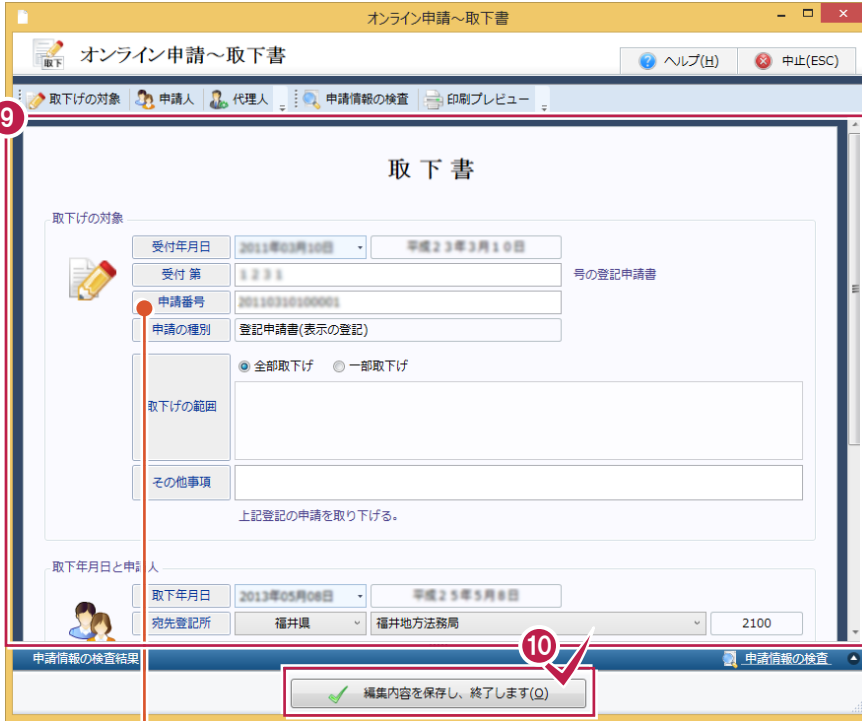 オンライン申請～取下書
取下
オンライン申請～取下書
ヘルプ(H)
中止(ESC)
取下げの対象
申請人
代理人
申請情報の検査
印刷プレビュー
9
取下書
取下げの対象
受付年月日 2011年03月10日 平成23年3月10日
受付 第 1231 号の登記申請書
申請番号 20110310100001
申請の種別 登記申請書(表示の登記)
全部取下げ 一部取下げ
取下げの範囲
その他事項
上記登記の申請を取り下げる。
取下年月日と申請人
取下年月日 2013年05月08日 平成25年5月8日
宛先登記所 福井県 福井地方法務局 2100
申請情報の検査結果
申請情報の検査
10
編集内容を保存し、終了します(O)